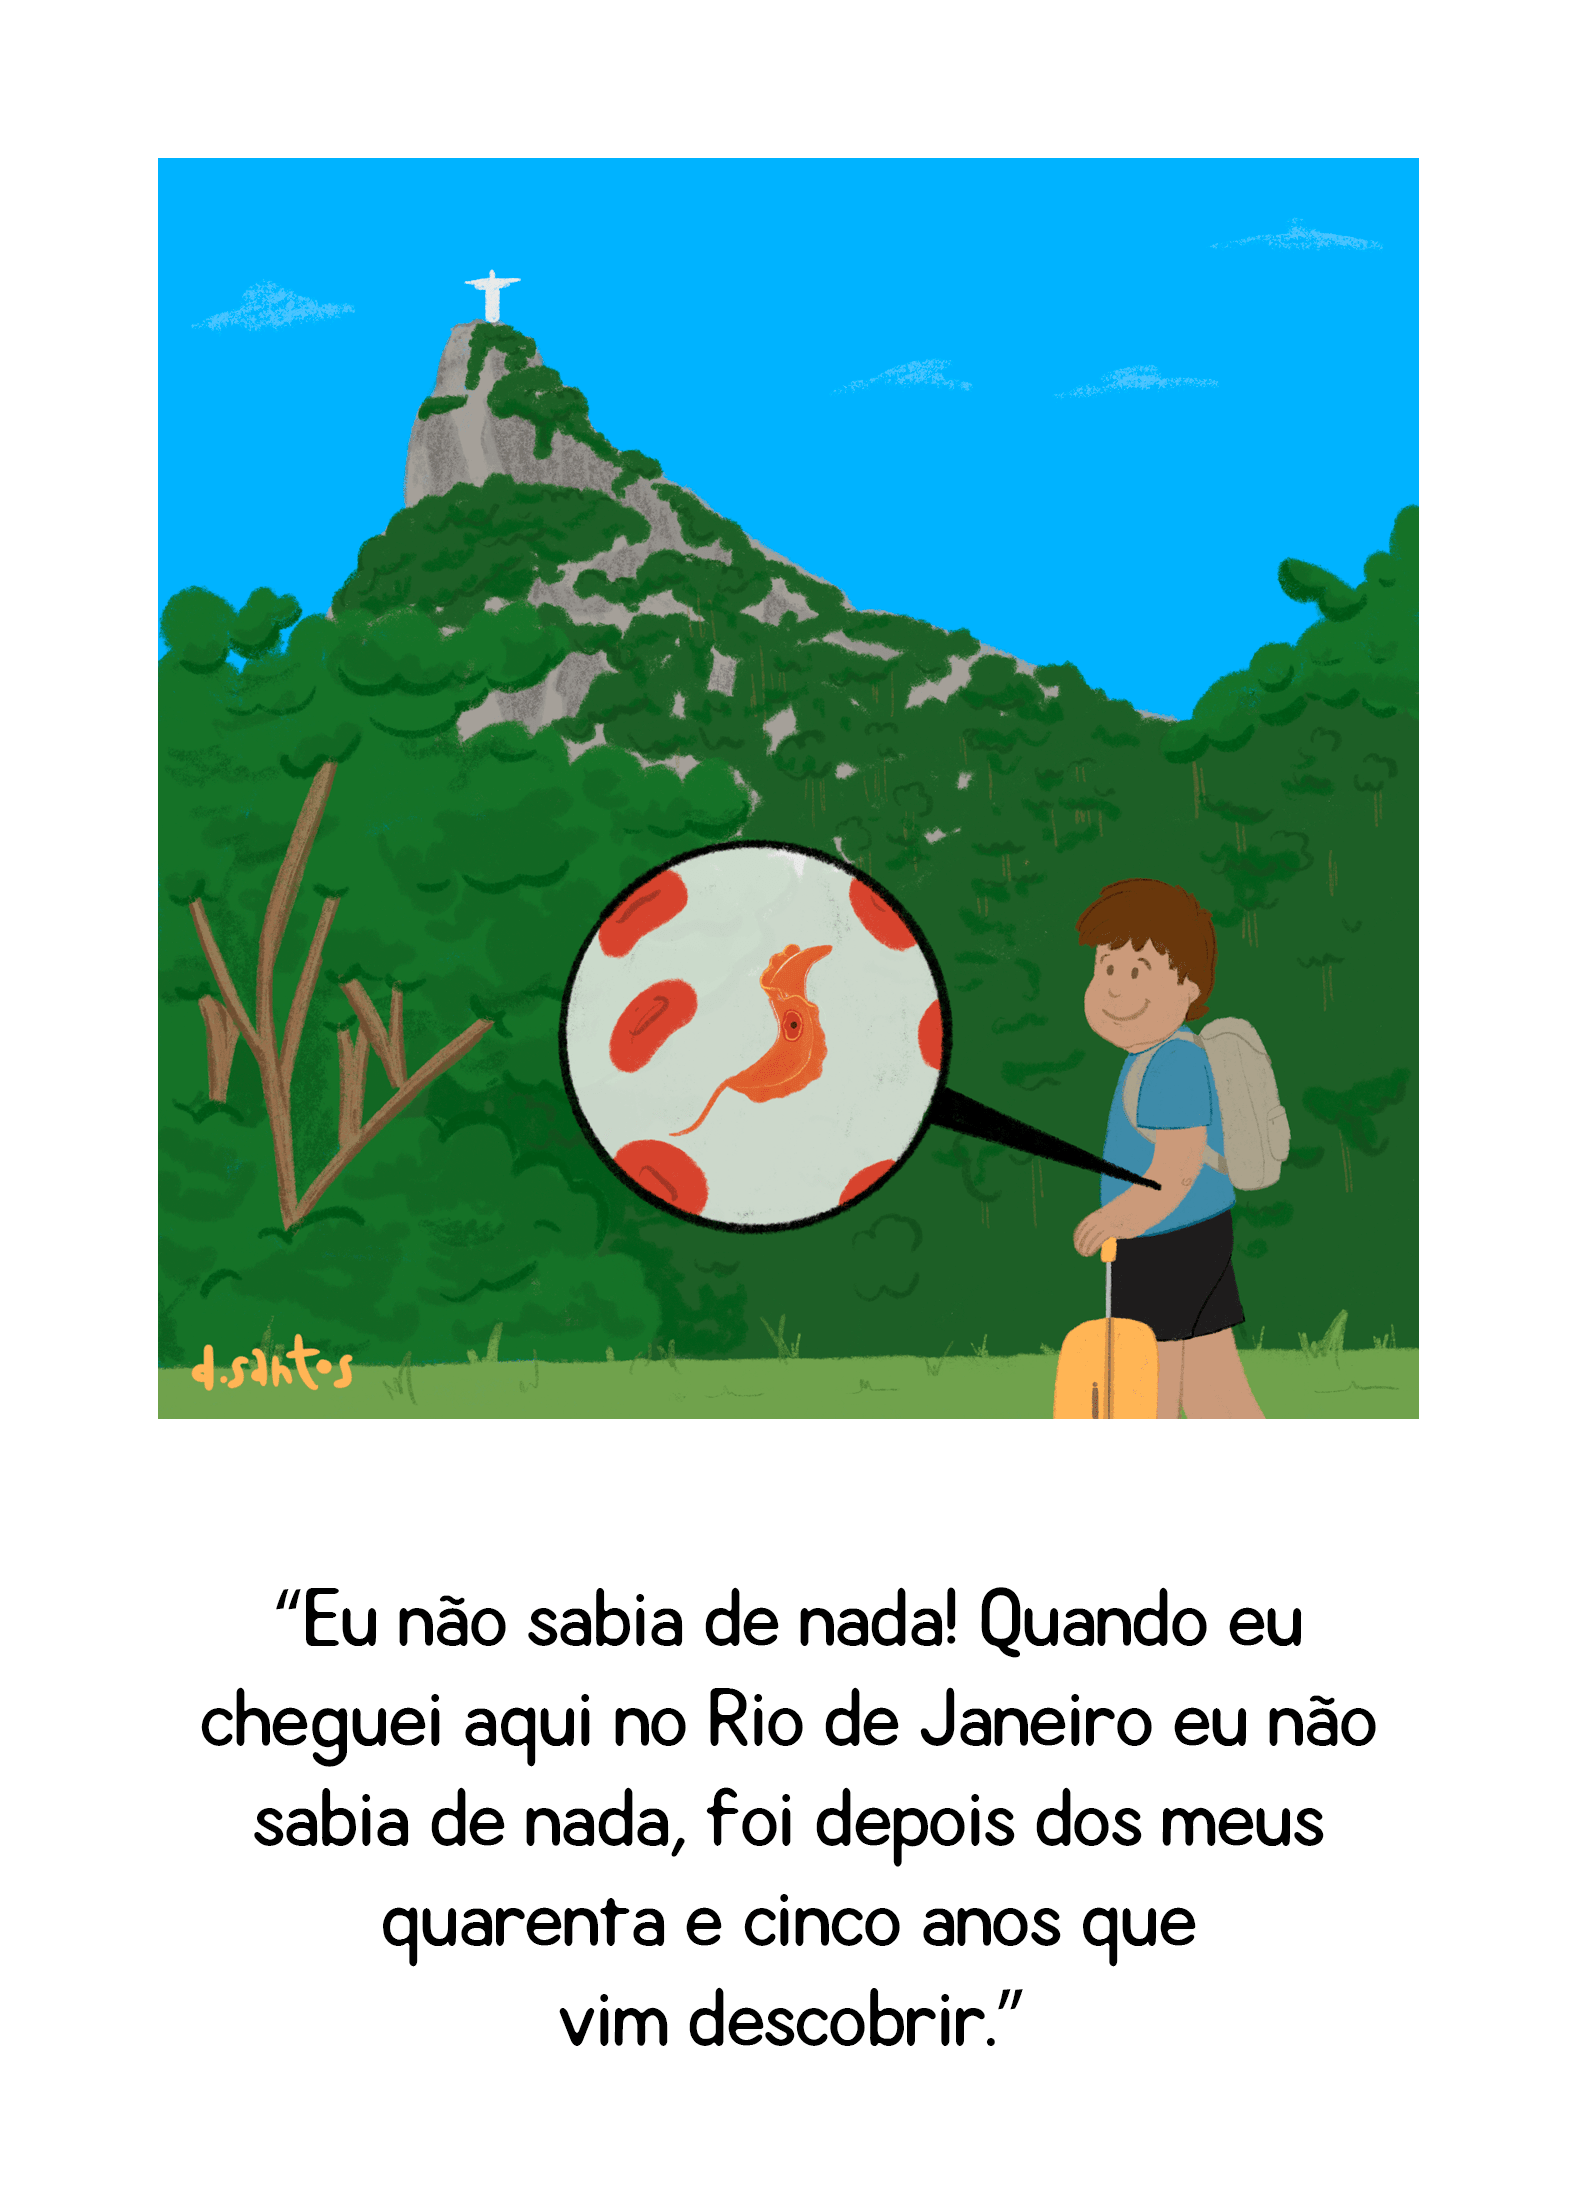 d.santos
“Eu não sabia de nada! Quando eu
cheguei aqui no Rio de Janeiro eu não
sabia de nada, foi depois dos meus
quarenta e cinco anos que
vim descobrir.”